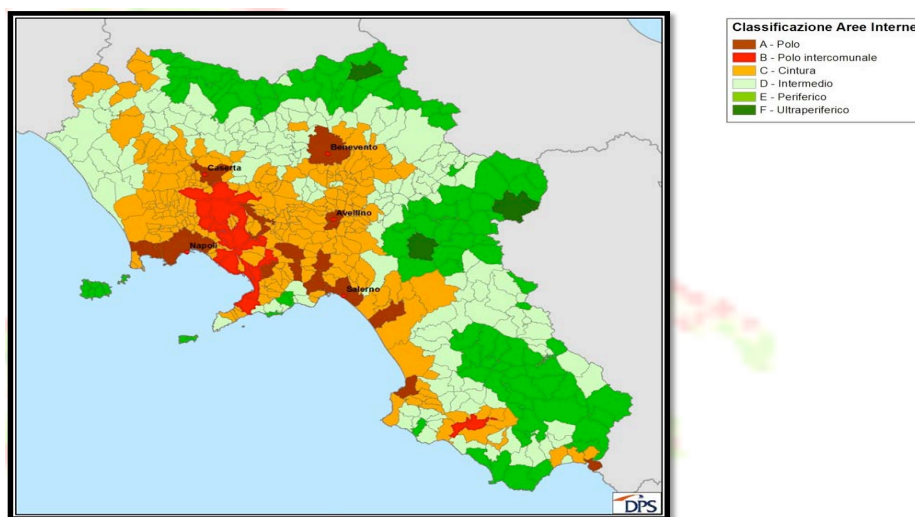 Classificazione Aree Interne
A - Polo
B - Polo intercomunale
C - Cintura
D - Intermedio
E - Periferico
F - Ultraperiferico
Benevento
Caserta
Avellino
Napoli
Salerno
DPS